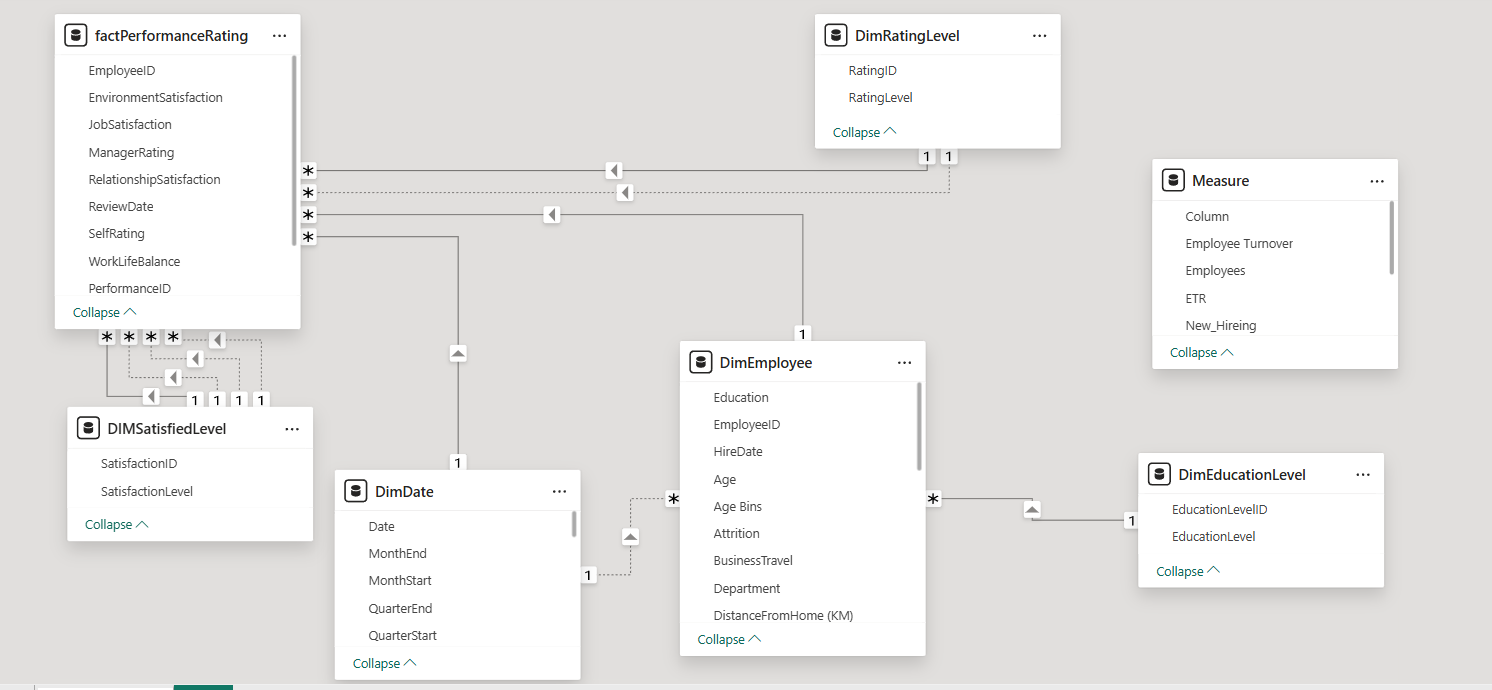 factPerformanceRating ...
EmployeeID
EnvironmentSatisfaction
JobSatisfaction
ManagerRating
RelationshipSatisfaction
ReviewDate
SelfRating
WorkLifeBalance
PerformanceID
Collapse
* * * *
* * * *
DimRatingLevel ...
RatingID
RatingLevel
Collapse
1 1
Measure ...
Column
Employee Turnover
Employees
ETR
New_Hireing
Collapse
1 1 1 1
DIMSatisfiedLevel ...
SatisfactionID
SatisfactionLevel
Collapse
1
DimDate ...
Date
MonthEnd
MonthStart
QuarterEnd
QuarterStart
Collapse
1
1
DimEmployee ...
Education
EmployeeID
HireDate
Age
Age Bins
Attrition
BusinessTravel
Department
DistanceFromHome (KM)
Collapse
* *
1
DimEducationLevel ...
EducationLevelID
EducationLevel
Collapse